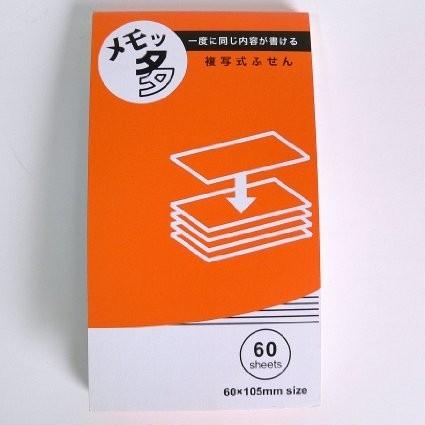 メモッ
タタ
一度に同じ内容が書ける
複写式ふせん
60
sheets
60×105mm size